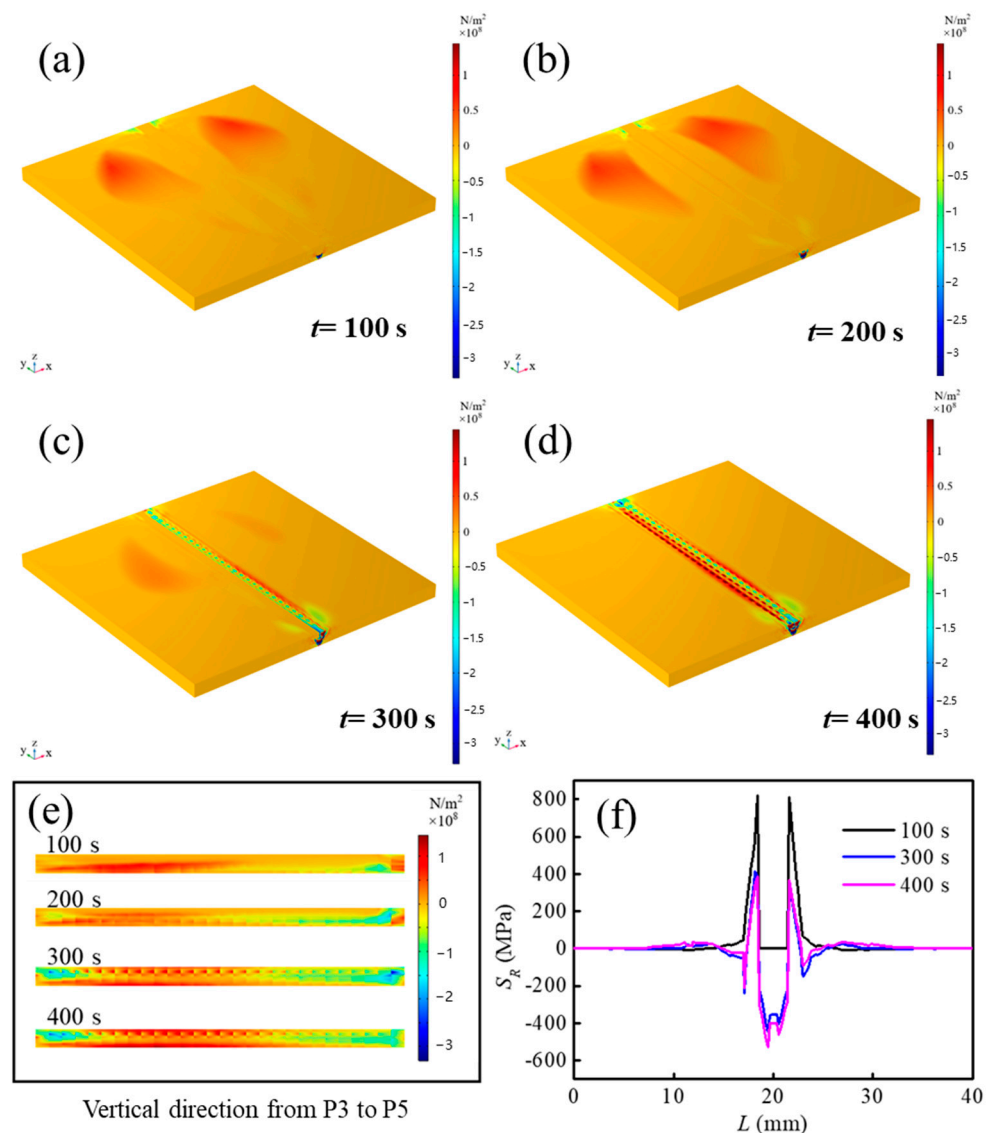 N/m²
×10⁸
(a)
1
0.5
0
−0.5
−1
−1.5
−2
−2.5
−3
t= 100 s
z
y x
N/m²
×10⁸
(b)
1
0.5
0
−0.5
−1
−1.5
−2
−2.5
−3
t= 200 s
z
y x
N/m²
×10⁸
(c)
1
0.5
0
−0.5
−1
−1.5
−2
−2.5
−3
t= 300 s
z
y x
N/m²
×10⁸
(d)
1
0.5
0
−0.5
−1
−1.5
−2
−2.5
−3
t= 400 s
z
y x
(e)
N/m²
×10⁸
100 s
200 s
300 s
400 s
1
0
−1
−2
−3
Vertical direction from P3 to P5
(f)
800
600
400
200
0
-200
-400
-600
S_R (MPa)
100 s
300 s
400 s
0 10 20 30 40
L (mm)